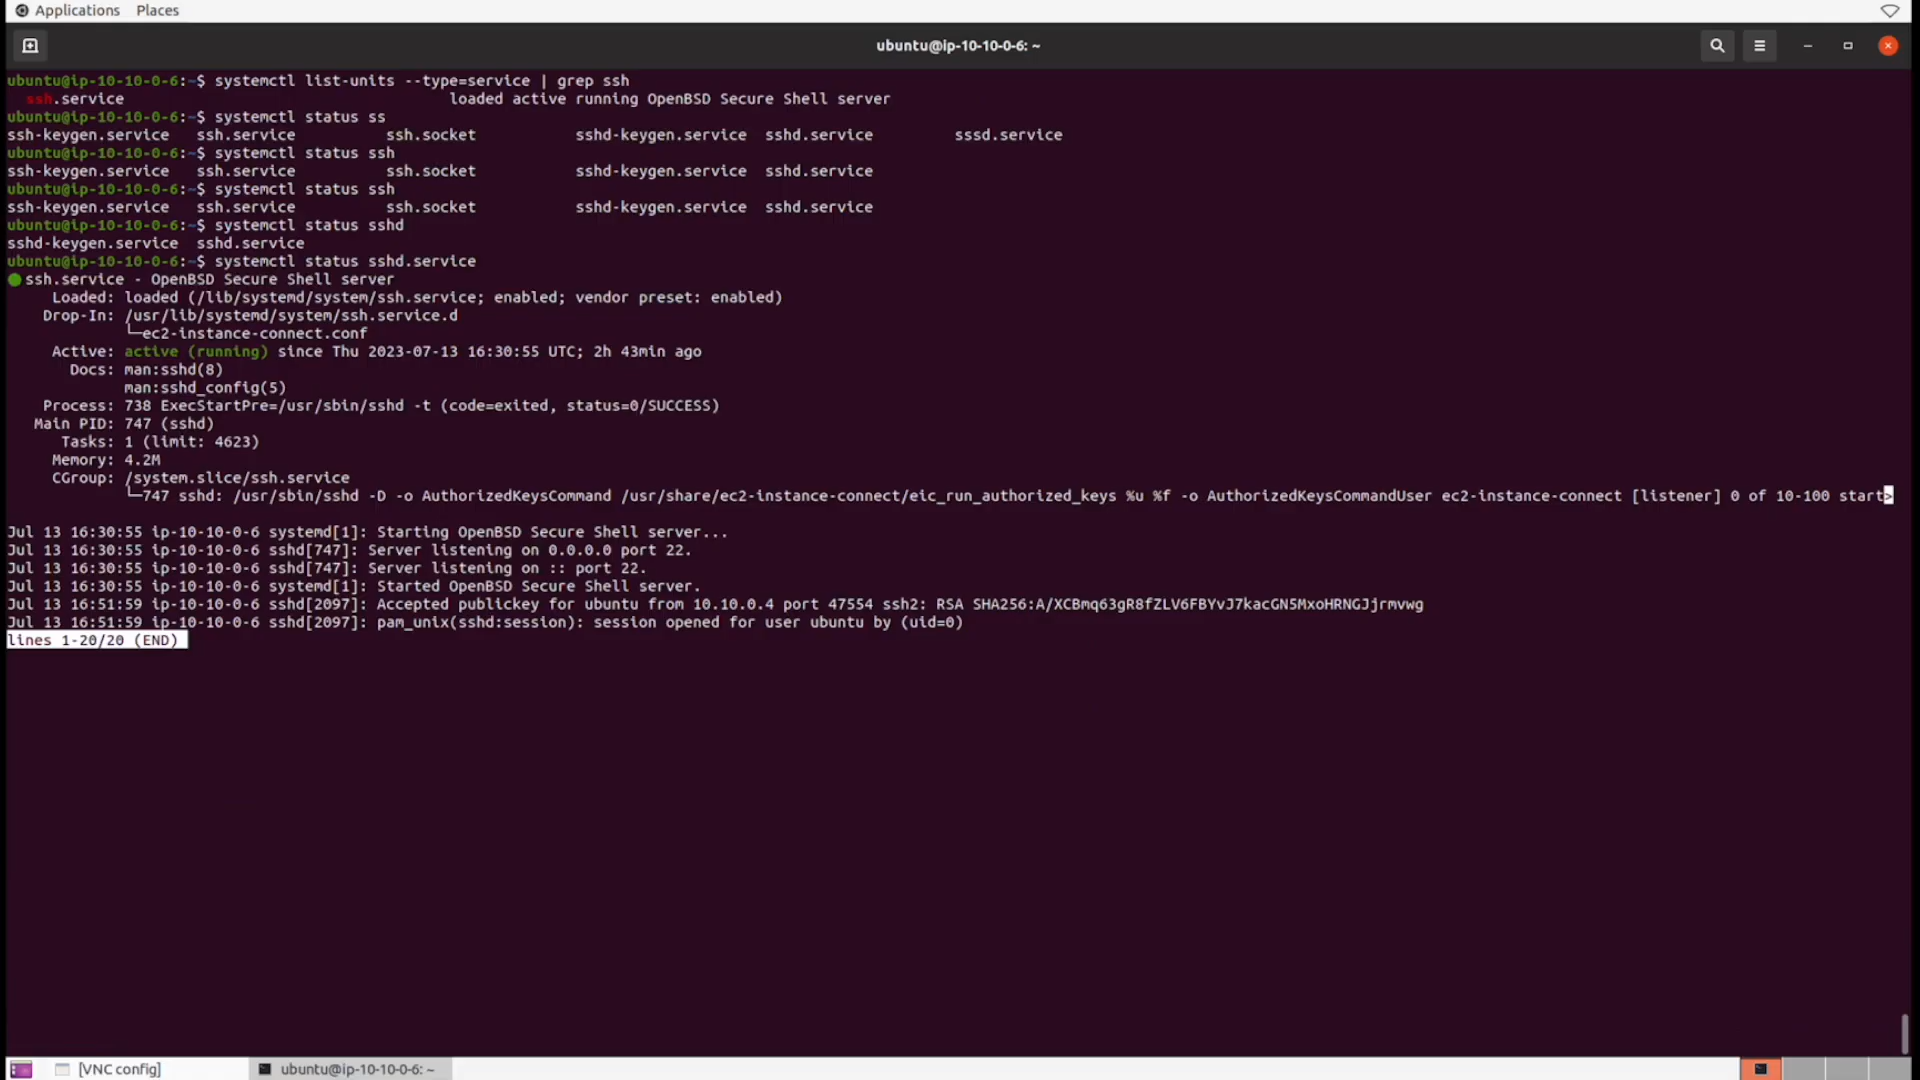 Applications Places
ubuntu@ip-10-10-0-6: ~
ubuntu@ip-10-10-0-6:~$ systemctl list-units --type=service | grep ssh
ssh.service loaded active running OpenBSD Secure Shell server
ubuntu@ip-10-10-0-6:~$ systemctl status ss
ssh-keygen.service ssh.service ssh.socket sshd-keygen.service sshd.service sssd.service
ubuntu@ip-10-10-0-6:~$ systemctl status ssh
ssh-keygen.service ssh.service ssh.socket sshd-keygen.service sshd.service
ubuntu@ip-10-10-0-6:~$ systemctl status ssh
ssh-keygen.service ssh.service ssh.socket sshd-keygen.service sshd.service
ubuntu@ip-10-10-0-6:~$ systemctl status sshd
sshd-keygen.service sshd.service
ubuntu@ip-10-10-0-6:~$ systemctl status sshd.service
● ssh.service - OpenBSD Secure Shell server
Loaded: loaded (/lib/systemd/system/ssh.service; enabled; vendor preset: enabled)
Drop-In: /usr/lib/systemd/system/ssh.service.d
└─ec2-instance-connect.conf
Active: active (running) since Thu 2023-07-13 16:30:55 UTC; 2h 43min ago
Docs: man:sshd(8)
man:sshd_config(5)
Process: 738 ExecStartPre=/usr/sbin/sshd -t (code=exited, status=0/SUCCESS)
Main PID: 747 (sshd)
Tasks: 1 (limit: 4623)
Memory: 4.2M
CGroup: /system.slice/ssh.service
└─747 sshd: /usr/sbin/sshd -D -o AuthorizedKeysCommand /usr/share/ec2-instance-connect/eic_run_authorized_keys %u %f -o AuthorizedKeysCommandUser ec2-instance-connect [listener] 0 of 10-100 start>
Jul 13 16:30:55 ip-10-10-0-6 systemd[1]: Starting OpenBSD Secure Shell server...
Jul 13 16:30:55 ip-10-10-0-6 sshd[747]: Server listening on 0.0.0.0 port 22.
Jul 13 16:30:55 ip-10-10-0-6 sshd[747]: Server listening on :: port 22.
Jul 13 16:30:55 ip-10-10-0-6 systemd[1]: Started OpenBSD Secure Shell server.
Jul 13 16:51:59 ip-10-10-0-6 sshd[2097]: Accepted publickey for ubuntu from 10.10.0.4 port 47554 ssh2: RSA SHA256:A/XCBmq63gR8fZLV6FBYvJ7kacGN5MxoHRNGJjrmvwg
Jul 13 16:51:59 ip-10-10-0-6 sshd[2097]: pam_unix(sshd:session): session opened for user ubuntu by (uid=0)
lines 1-20/20 (END)
[VNC config] ubuntu@ip-10-10-0-6: ~